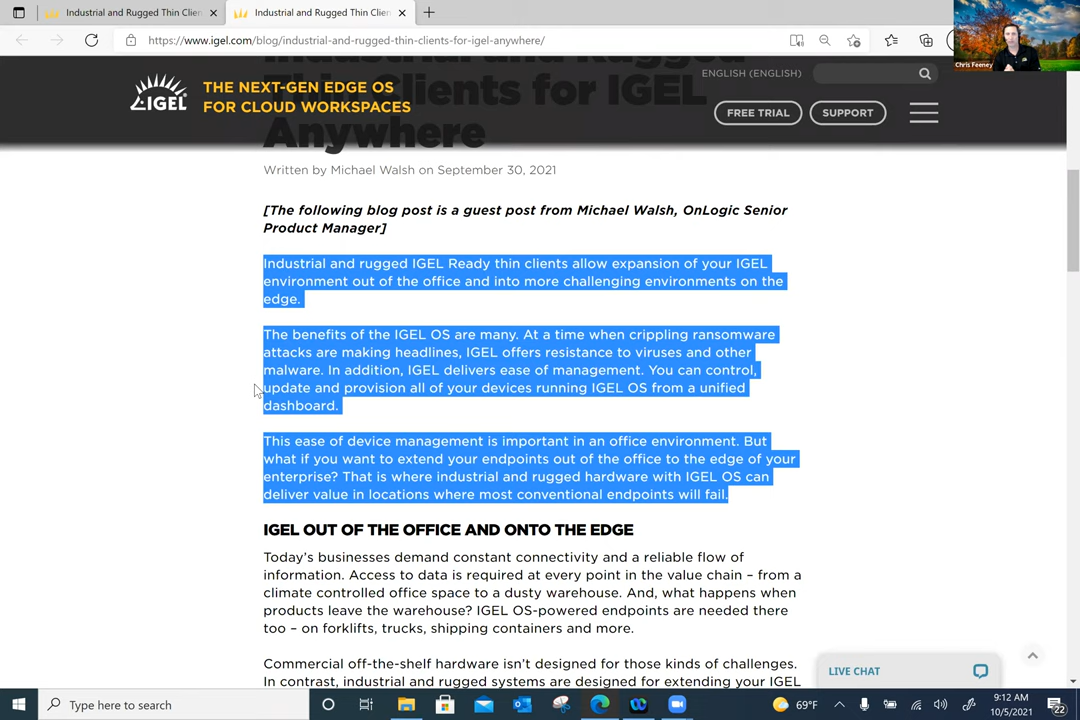 Industrial and Rugged Thin Clien
Industrial and Rugged Thin Clien
https://www.igel.com/blog/industrial-and-rugged-thin-clients-for-igel-anywhere/
Chris Feeney
IGEL
THE NEXT-GEN EDGE OS
FOR CLOUD WORKSPACES
ENGLISH (ENGLISH)
FREE TRIAL
SUPPORT
Industrial and Rugged
Thin Clients for IGEL
Anywhere
Written by Michael Walsh on September 30, 2021
[The following blog post is a guest post from Michael Walsh, OnLogic Senior
Product Manager]
Industrial and rugged IGEL Ready thin clients allow expansion of your IGEL
environment out of the office and into more challenging environments on the
edge.
The benefits of the IGEL OS are many. At a time when crippling ransomware
attacks are making headlines, IGEL offers resistance to viruses and other
malware. In addition, IGEL delivers ease of management. You can control,
update and provision all of your devices running IGEL OS from a unified
dashboard.
This ease of device management is important in an office environment. But
what if you want to extend your endpoints out of the office to the edge of your
enterprise? That is where industrial and rugged hardware with IGEL OS can
deliver value in locations where most conventional endpoints will fail.
IGEL OUT OF THE OFFICE AND ONTO THE EDGE
Today's businesses demand constant connectivity and a reliable flow of
information. Access to data is required at every point in the value chain – from a
climate controlled office space to a dusty warehouse. And, what happens when
products leave the warehouse? IGEL OS-powered endpoints are needed there
too – on forklifts, trucks, shipping containers and more.
Commercial off-the-shelf hardware isn't designed for those kinds of challenges.
In contrast, industrial and rugged systems are designed for extending your IGEL
LIVE CHAT
Type here to search
69°F
9:12 AM
10/5/2021
22